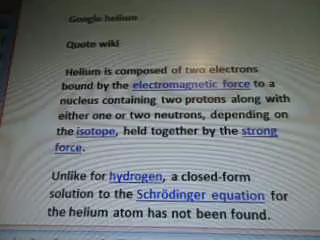 Google helium
Quote wiki
Helium is composed of two electrons
bound by the electromagnetic force to a
nucleus containing two protons along with
either one or two neutrons, depending on
the isotope, held together by the strong
force.
Unlike for hydrogen, a closed-form
solution to the Schrödinger equation for
the helium atom has not been found.